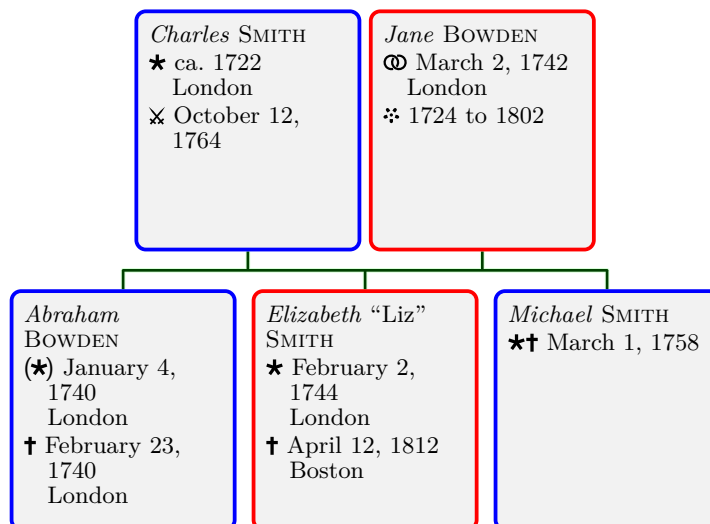 Charles SMITH
* ca. 1722
London
⚔ October 12,
1764
Jane BOWDEN
⚭ March 2, 1742
London
⁙ 1724 to 1802
Abraham
BOWDEN
(*) January 4,
1740
London
† February 23,
1740
London
Elizabeth “Liz”
SMITH
* February 2,
1744
London
† April 12, 1812
Boston
Michael SMITH
*† March 1, 1758